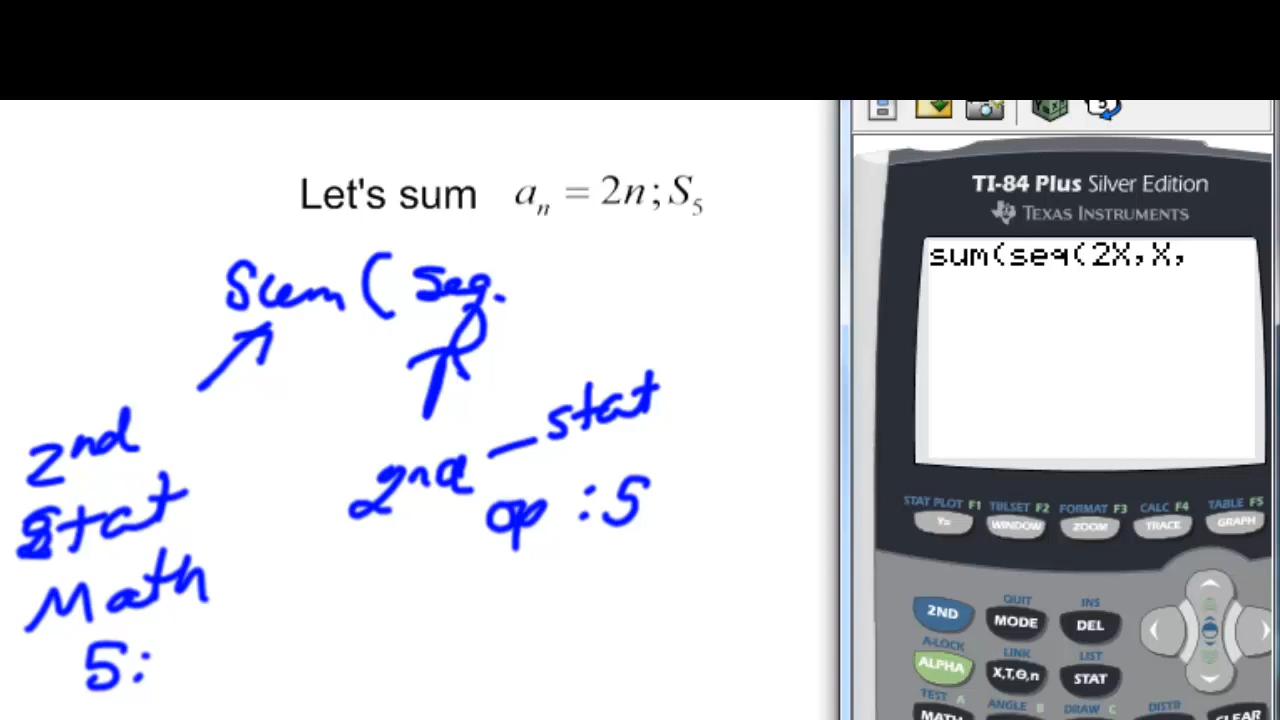 Let's sum aₙ = 2n ; S₅
Sum ( seq.
2nd
Stat
Math
5:
2nd – stat
op : 5
TI-84 Plus Silver Edition
TEXAS INSTRUMENTS
sum(seq(2X,X,
STAT PLOT F1 TBLSET F2 FORMAT F3 CALC F4 TABLE F5
Y= WINDOW ZOOM TRACE GRAPH
QUIT INS
2ND MODE DEL
A-LOCK LINK LIST
ALPHA X,T,Θ,n STAT
TEST A ANGLE B DRAW C DISTR
MATH CLEAR